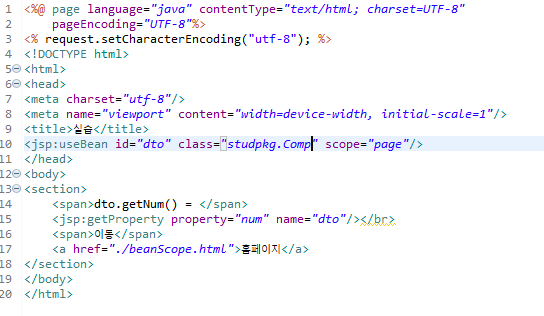 1 <%@ page language="java" contentType="text/html; charset=UTF-8"
2 pageEncoding="UTF-8"%>
3 <% request.setCharacterEncoding("utf-8"); %>
4 <!DOCTYPE html>
5 <html>
6 <head>
7 <meta charset="utf-8"/>
8 <meta name="viewport" content="width=device-width, initial-scale=1"/>
9 <title>실습</title>
10 <jsp:useBean id="dto" class="studpkg.Comp" scope="page"/>
11 </head>
12 <body>
13 <section>
14 <span>dto.getNum() = </span>
15 <jsp:getProperty property="num" name="dto"/></br>
16 <span>이동</span>
17 <a href="./beanScope.html">홈페이지</a>
18 </section>
19 </body>
20 </html>